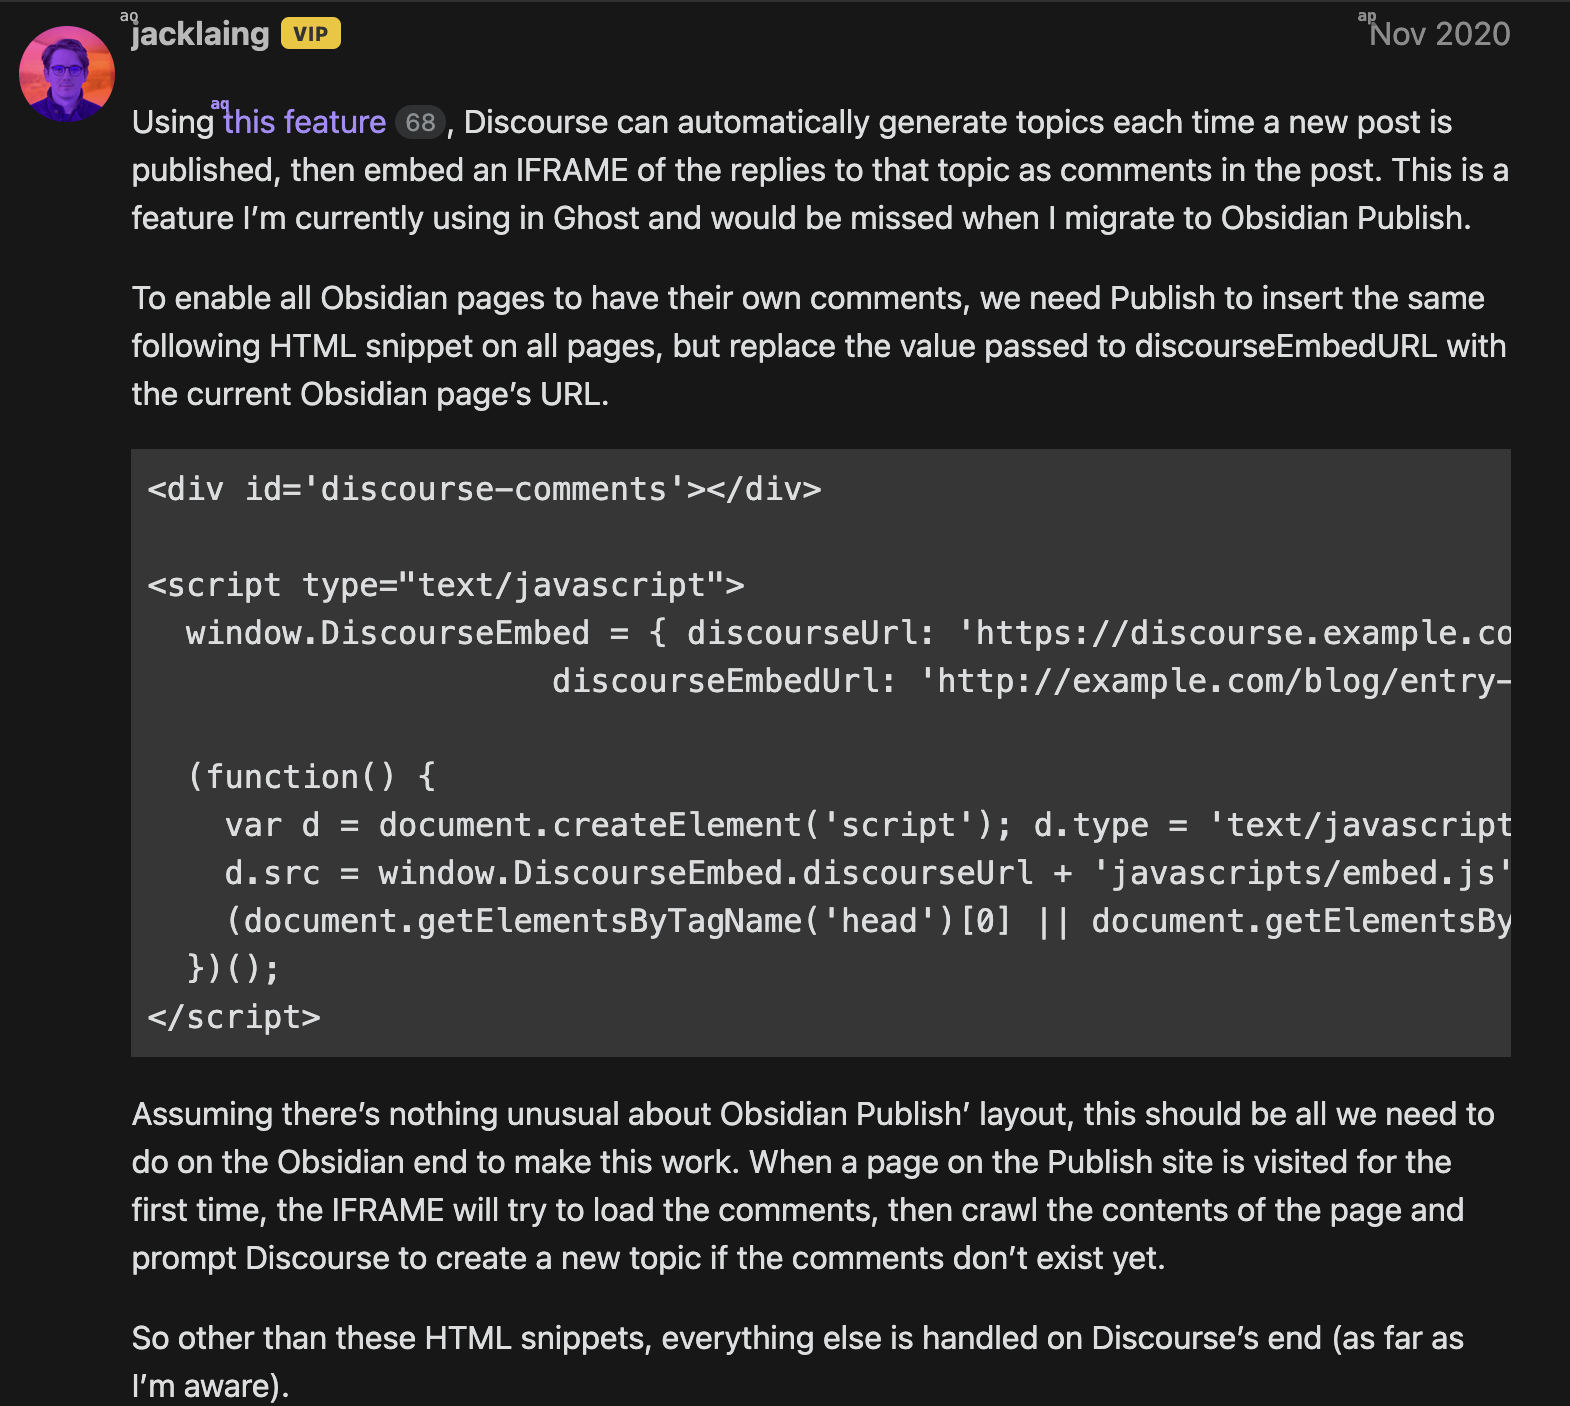 ao
jacklaing VIP
ap
Nov 2020
aq
Using this feature 68 , Discourse can automatically generate topics each time a new post is
published, then embed an IFRAME of the replies to that topic as comments in the post. This is a
feature I’m currently using in Ghost and would be missed when I migrate to Obsidian Publish.
To enable all Obsidian pages to have their own comments, we need Publish to insert the same
following HTML snippet on all pages, but replace the value passed to discourseEmbedURL with
the current Obsidian page’s URL.
<div id='discourse-comments'></div>
<script type="text/javascript">
  window.DiscourseEmbed = { discourseUrl: 'https://discourse.example.co
                     discourseEmbedUrl: 'http://example.com/blog/entry-
  (function() {
    var d = document.createElement('script'); d.type = 'text/javascript
    d.src = window.DiscourseEmbed.discourseUrl + 'javascripts/embed.js'
    (document.getElementsByTagName('head')[0] || document.getElementsBy
  })();
</script>
Assuming there’s nothing unusual about Obsidian Publish’ layout, this should be all we need to
do on the Obsidian end to make this work. When a page on the Publish site is visited for the
first time, the IFRAME will try to load the comments, then crawl the contents of the page and
prompt Discourse to create a new topic if the comments don’t exist yet.
So other than these HTML snippets, everything else is handled on Discourse’s end (as far as
I’m aware).